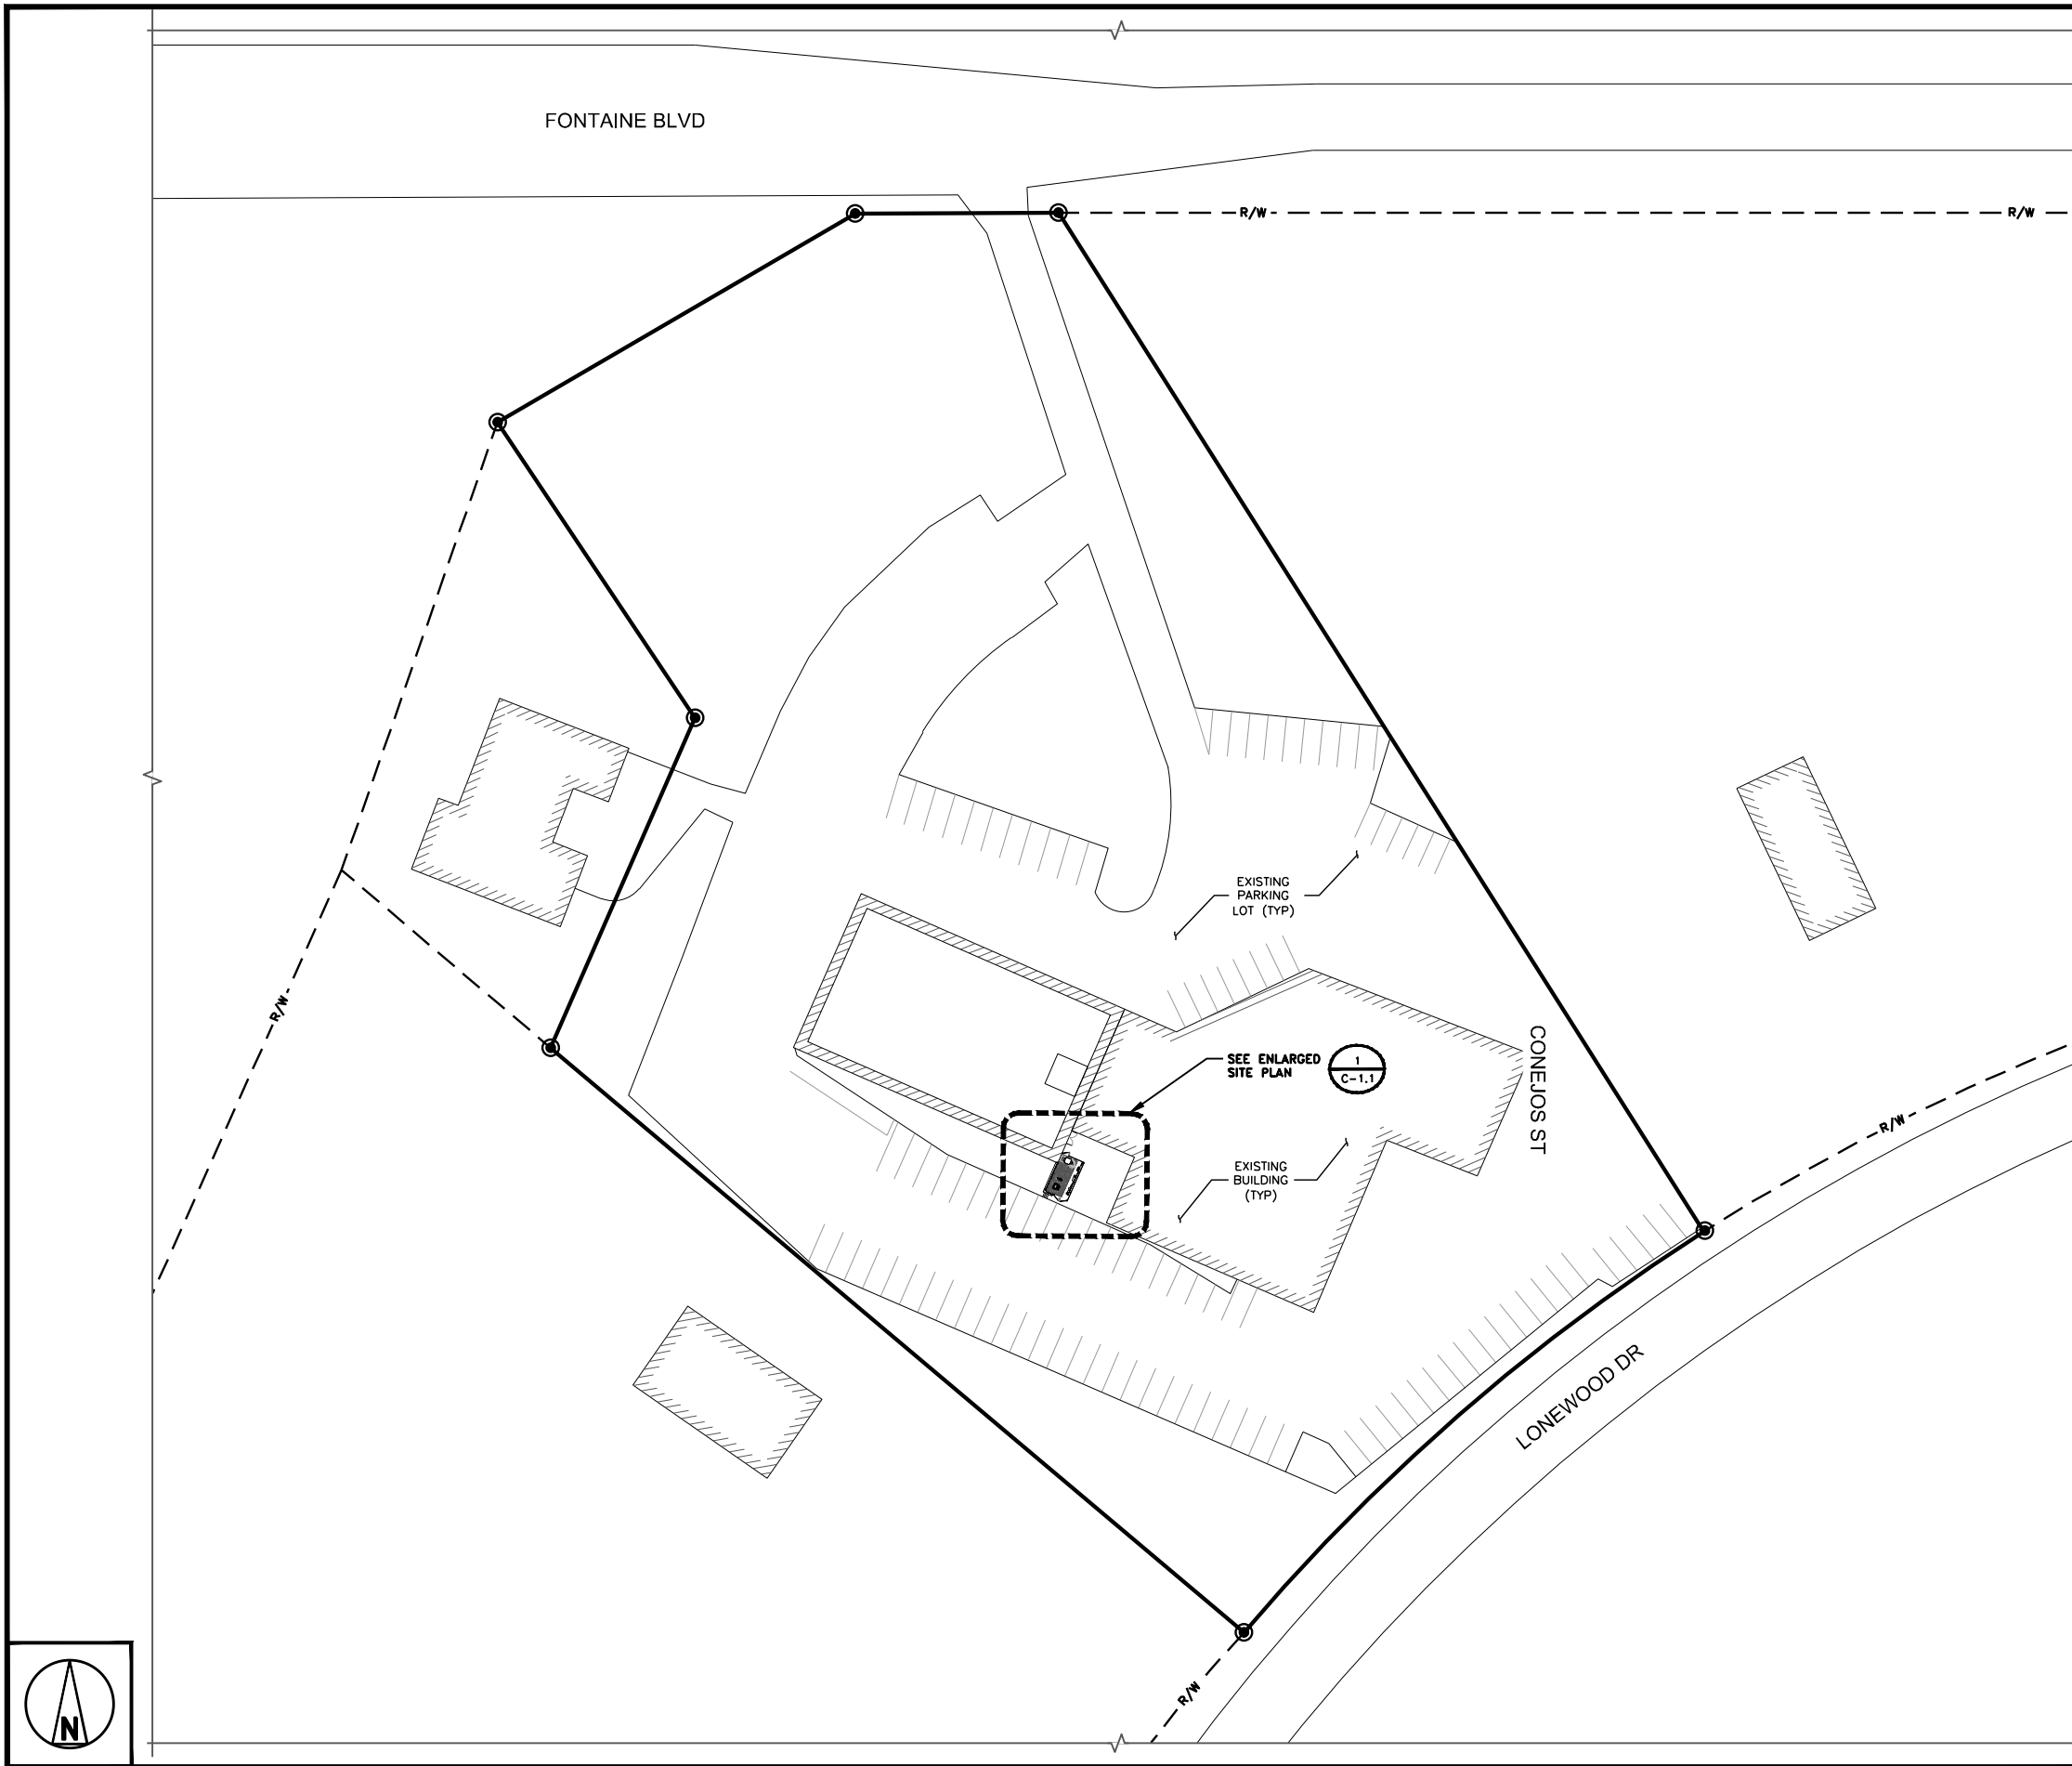 FONTAINE BLVD
R/W
R/W
EXISTING
PARKING
LOT (TYP)
R/W
SEE ENLARGED
SITE PLAN
1
C-1.1
CONEJOS ST
R/W
EXISTING
BUILDING
(TYP)
LONEWOOD DR
R/W
N